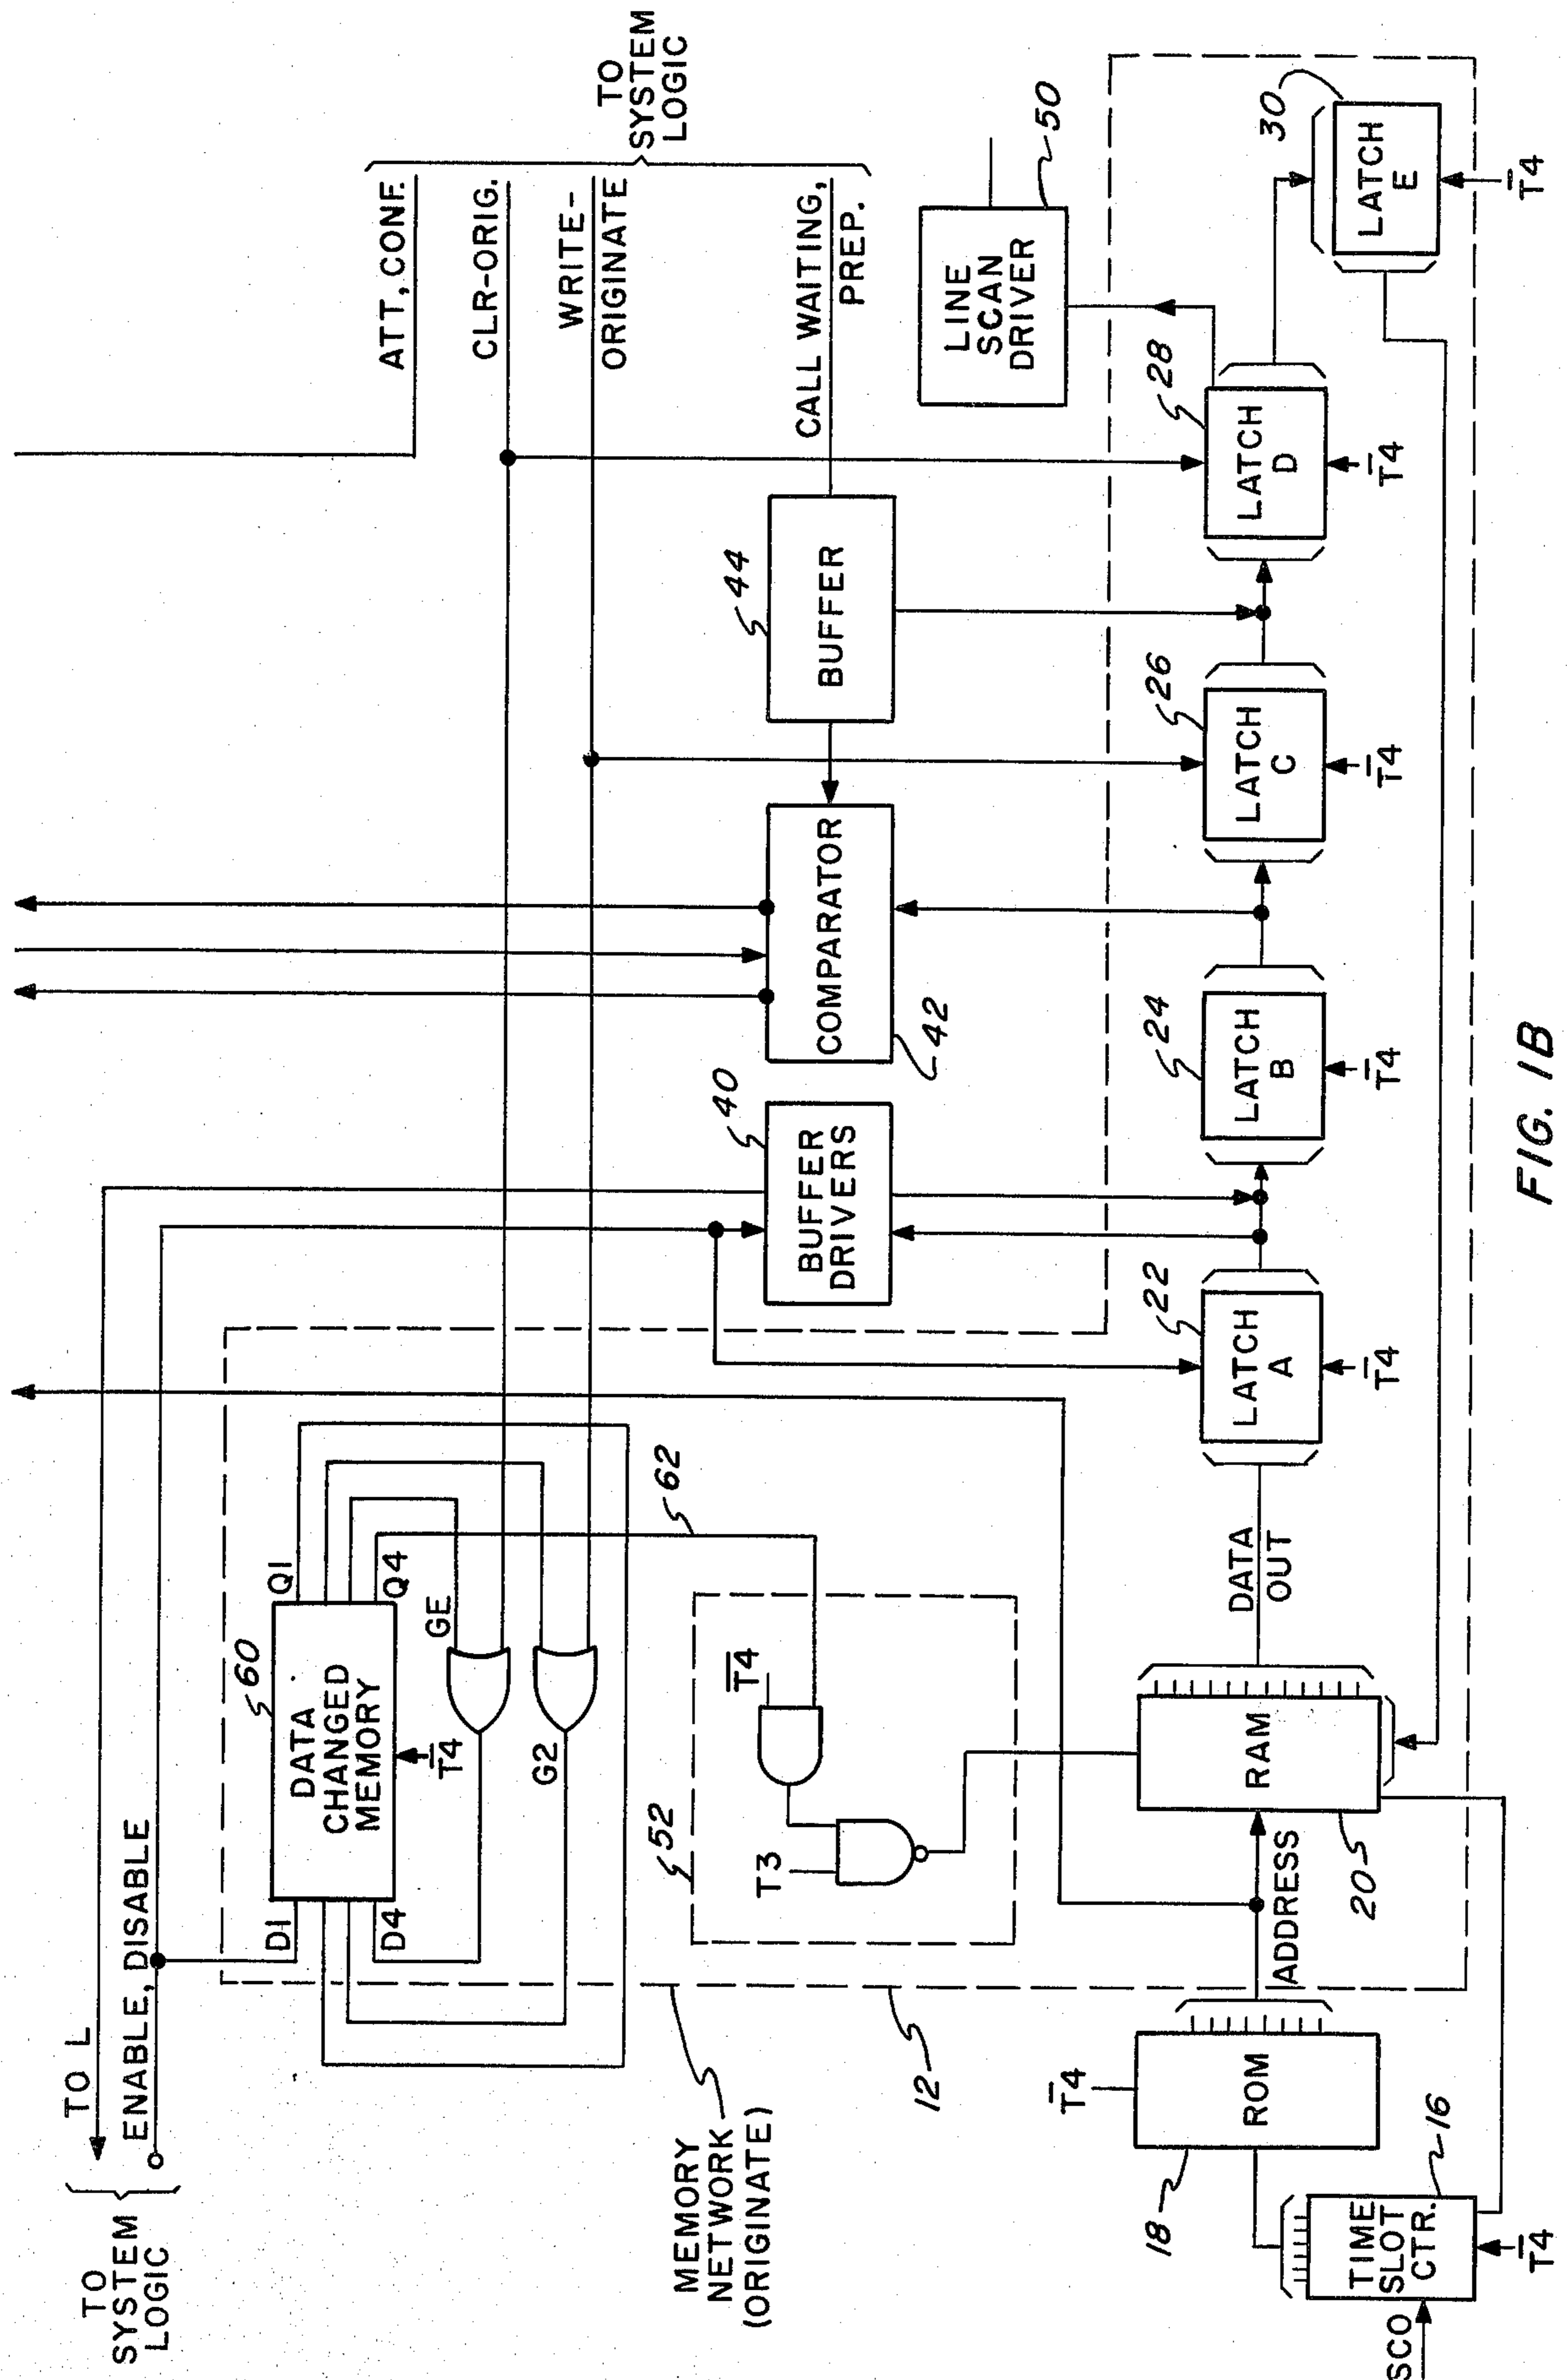 TO
SYSTEM
LOGIC
TO L
ENABLE, DISABLE
MEMORY
NETWORK
(ORIGINATE)
12
D1
D4
60
DATA
CHANGED
MEMORY
T4
Q1
Q4
GE
G2
62
52
T3
T4
ATT, CONF.
CLR-ORIG.
WRITE-
ORIGINATE
CALL WAITING,
PREP.
TO
SYSTEM
LOGIC
40
BUFFER
DRIVERS
COMPARATOR
42
44
BUFFER
LINE
SCAN
DRIVER
50
SCO
TIME
SLOT
CTR.
16
T4
18
ROM
T4
ADDRESS
20
RAM
DATA
OUT
22
LATCH
A
T4
24
LATCH
B
T4
26
LATCH
C
T4
28
LATCH
D
T4
30
LATCH
E
T4
FIG. 1B